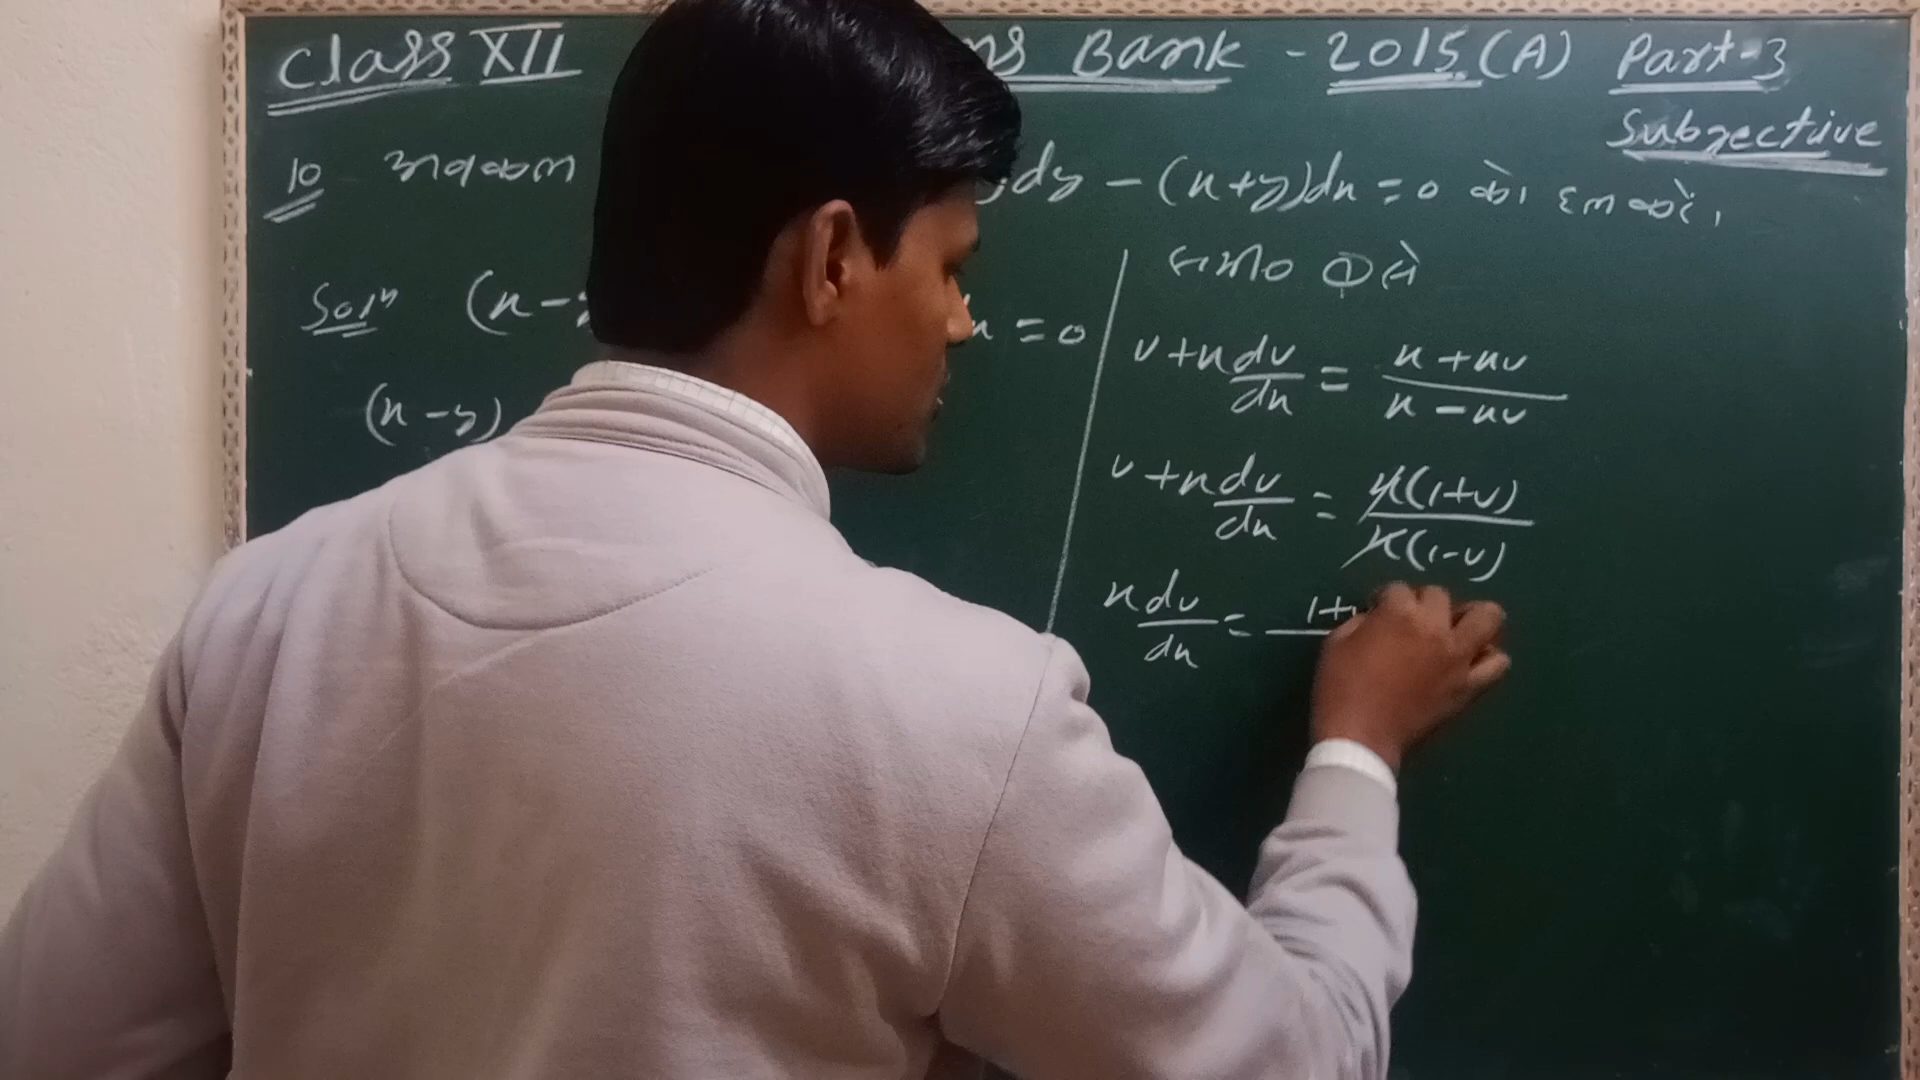 Class XII ns Bank - 2015 (A) Part-3
Subjective
10 अवकल dy - (x+y)dx = 0 को हल करें,
Solⁿ (x- x = 0
(x-y)
समी० ① से
v + x dv/dx = x + xv / x - xv
v + x dv/dx = x(1+v) / x(1-v)
x dv/dx = 1+